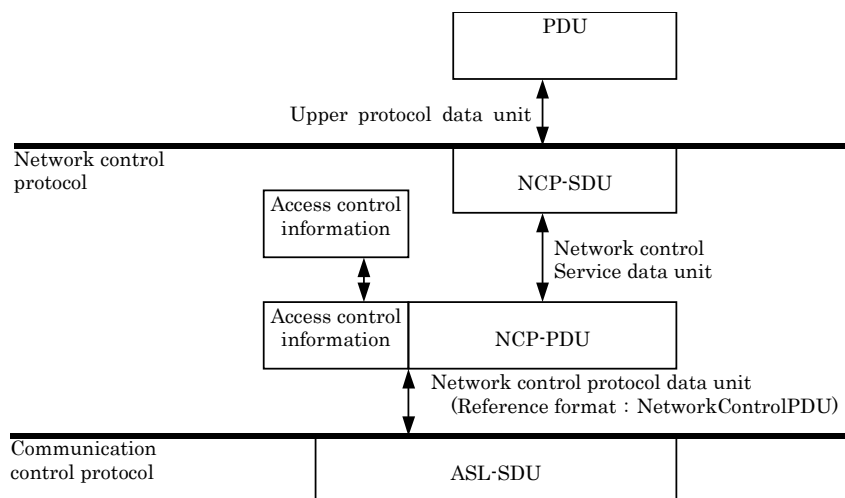 PDU
Upper protocol data unit
Network control
protocol
NCP-SDU
Access control
information
Network control
Service data unit
Access control
information
NCP-PDU
Network control protocol data unit
(Reference format：NetworkControlPDU)
Communication
control protocol
ASL-SDU